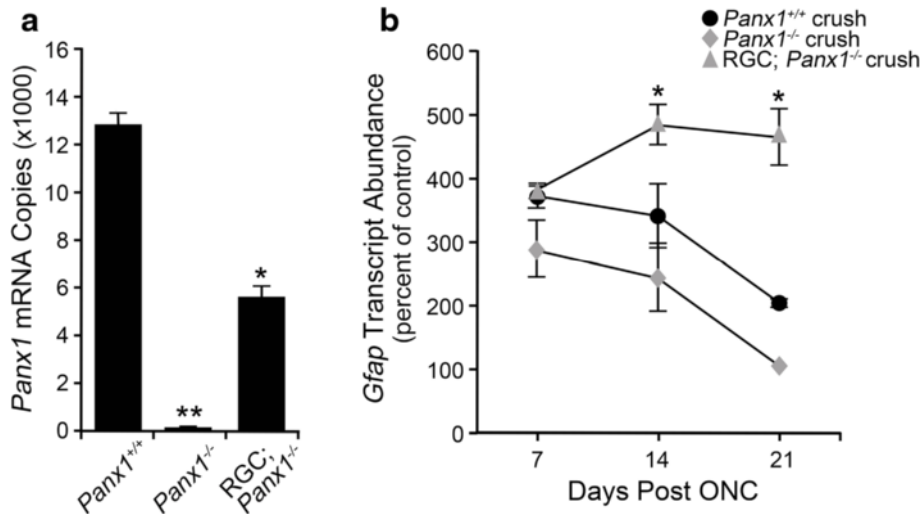 a
Panx1 mRNA Copies (x1000)
16
14
12
10
8
6
4
2
0
*
**
Panx1+/+
Panx1-/-
RGC;
Panx1-/-
b
Panx1+/+ crush
Panx1-/- crush
RGC; Panx1-/- crush
Gfap Transcript Abundance
(percent of control)
600
500
400
300
200
100
0
* *
7 14 21
Days Post ONC